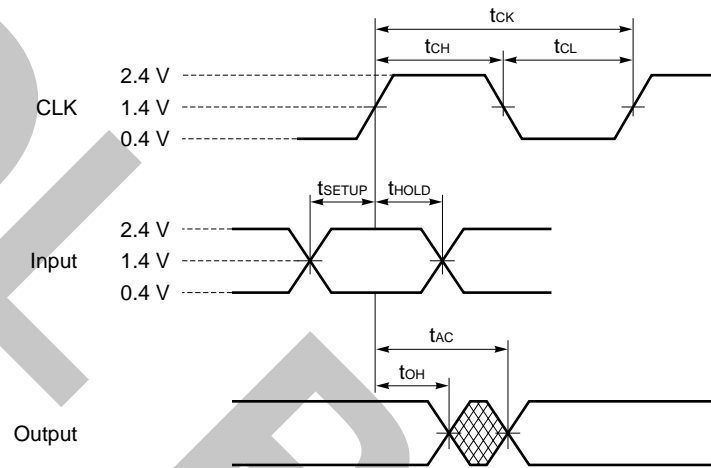 tCK
tCH tCL
2.4 V
CLK 1.4 V
0.4 V
tSETUP tHOLD
2.4 V
Input 1.4 V
0.4 V
tAC
tOH
Output